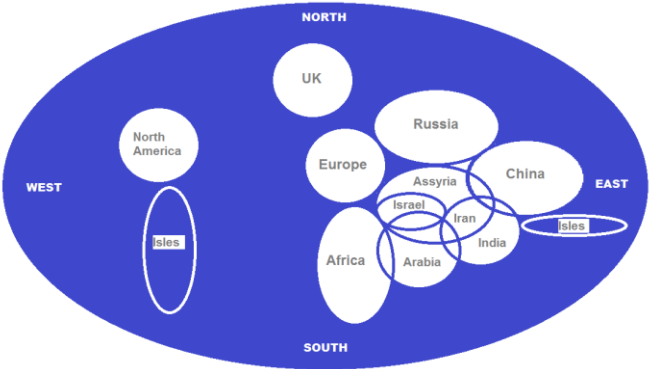 NORTH
UK
Russia
North
America
Europe
China
Assyria
WEST
EAST
Israel
Iran
Isles
Isles
India
Africa
Arabia
SOUTH